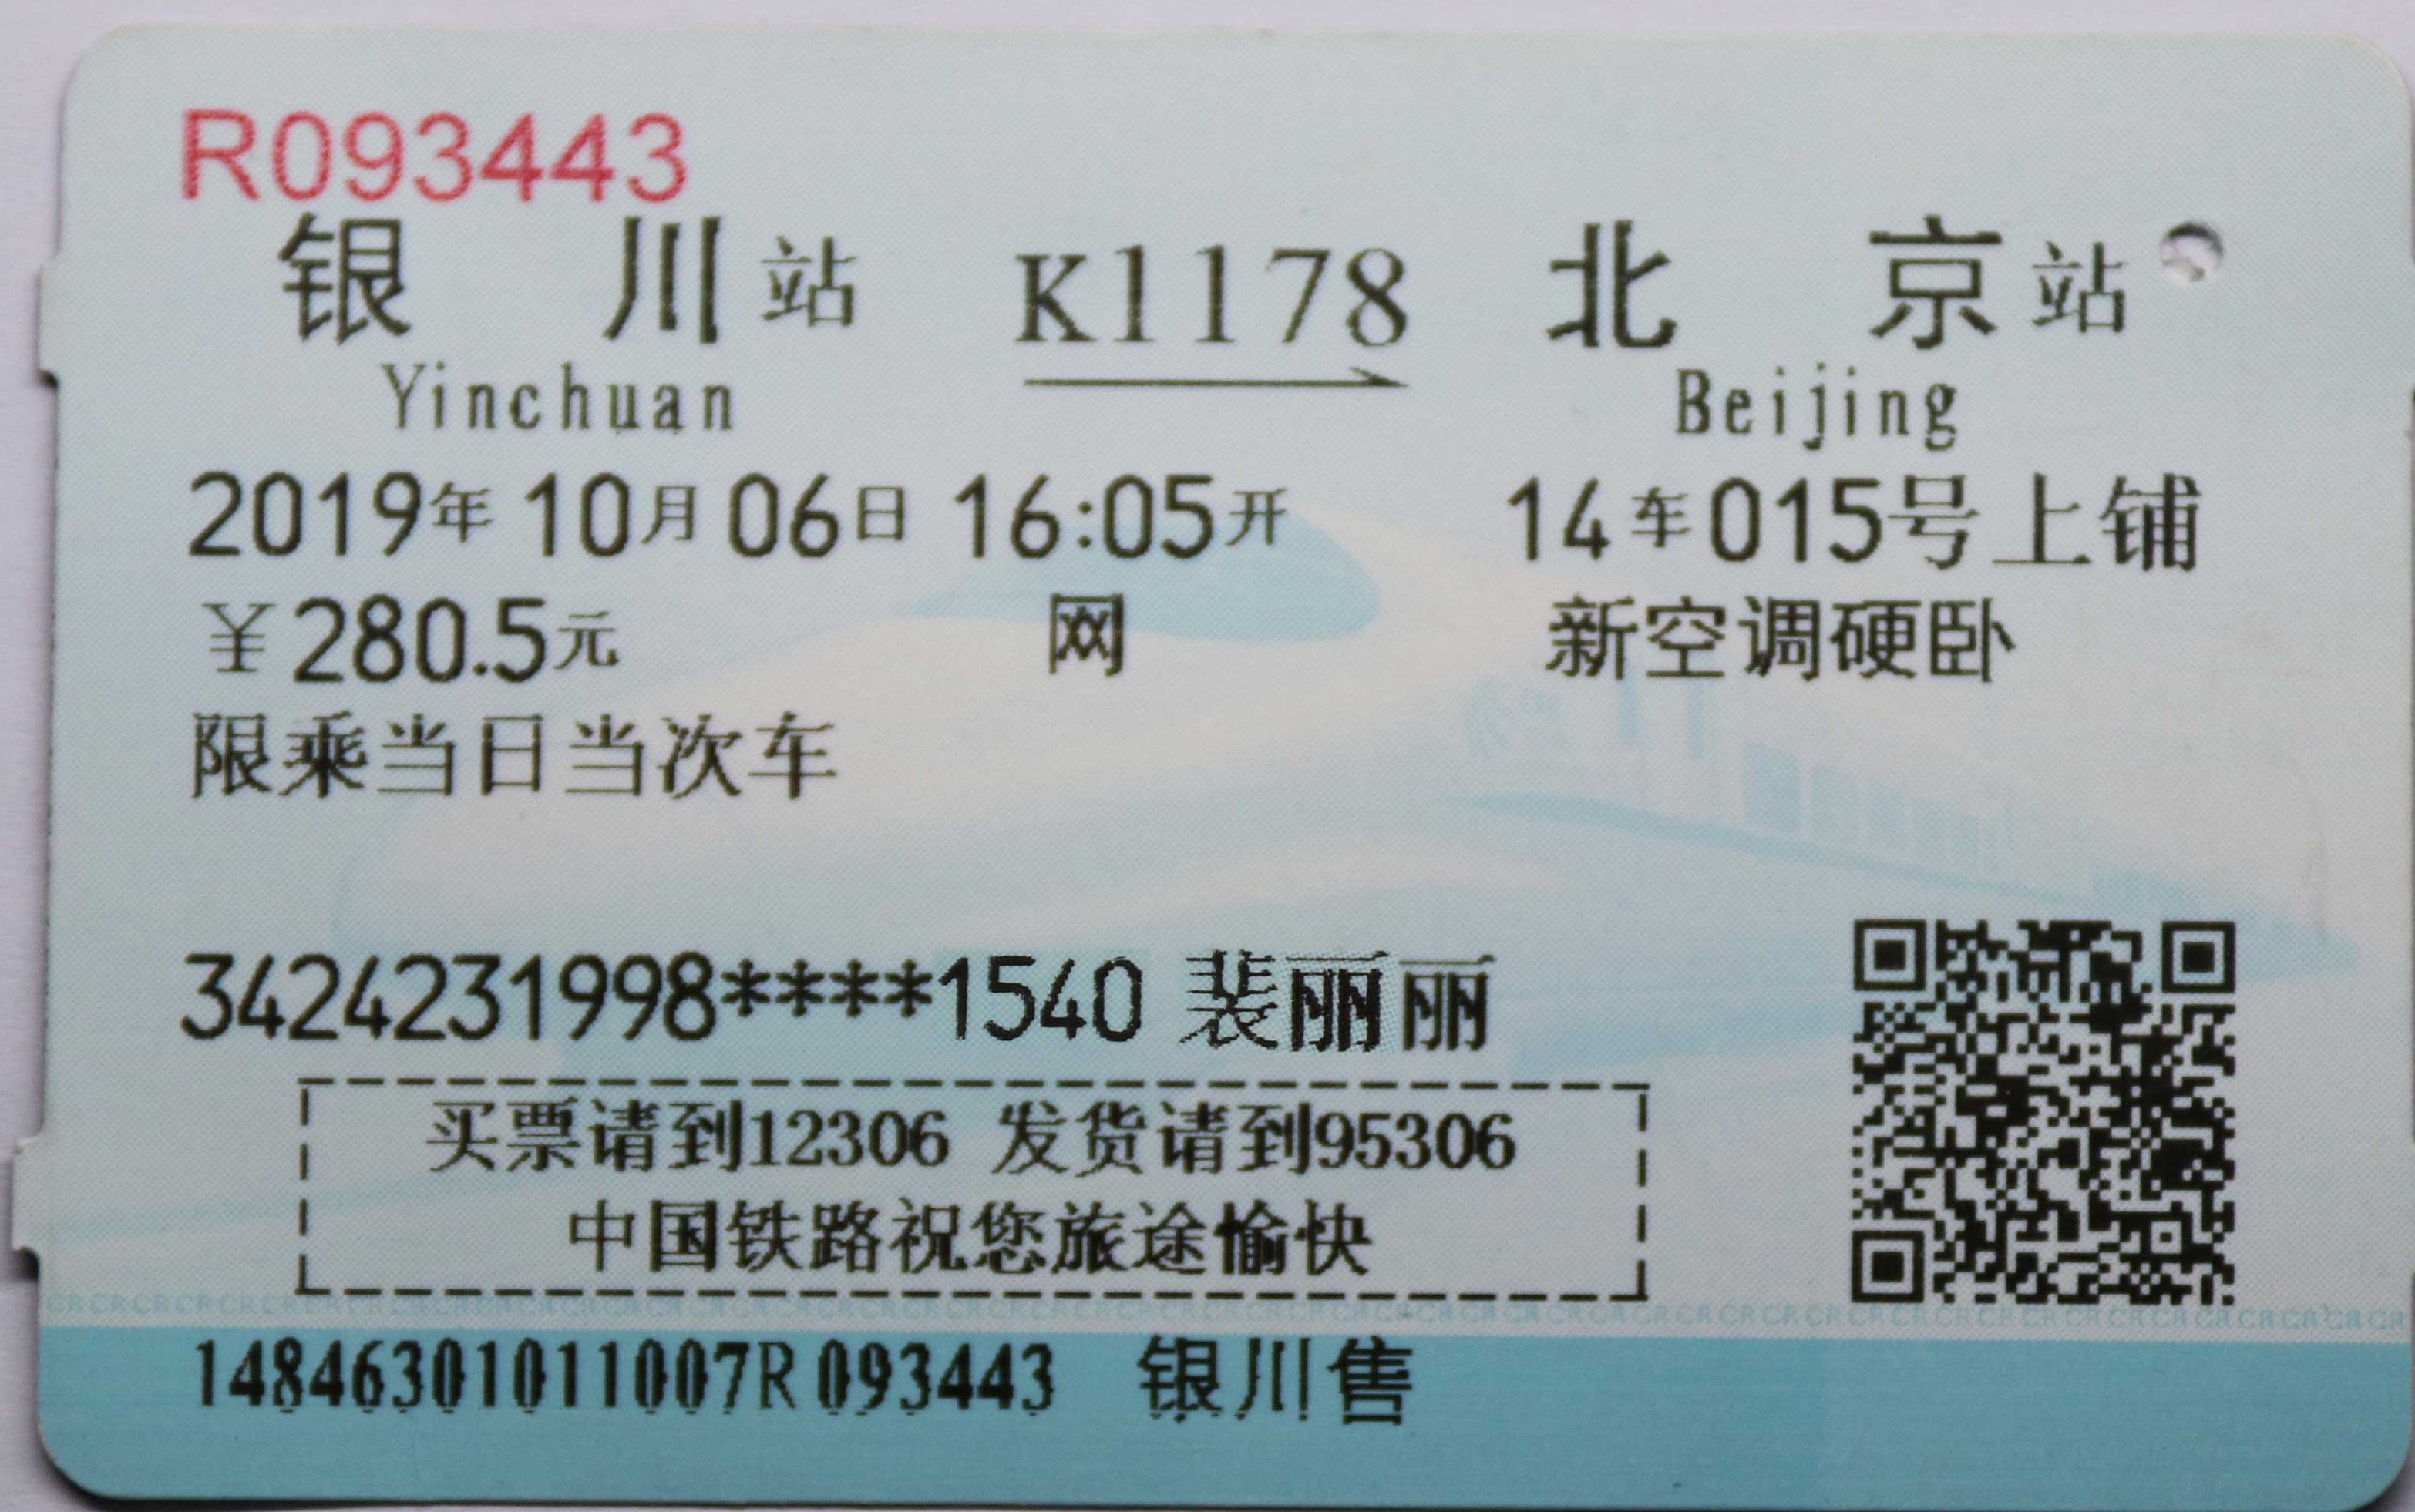 R093443
银川站 K1178 北京站
Yinchuan Beijing
2019年10月06日 16:05开 14车015号上铺
¥280.5元 网 新空调硬卧
限乘当日当次车
3424231998****1540 裴丽丽
买票请到12306 发货请到95306
中国铁路祝您旅途愉快
CRCRCRCRCRCRCRCRCRCRCRCRCRCRCRCRCRCRCRCRCRCRCRCRCRCRCR
14846301011007R093443 银川售